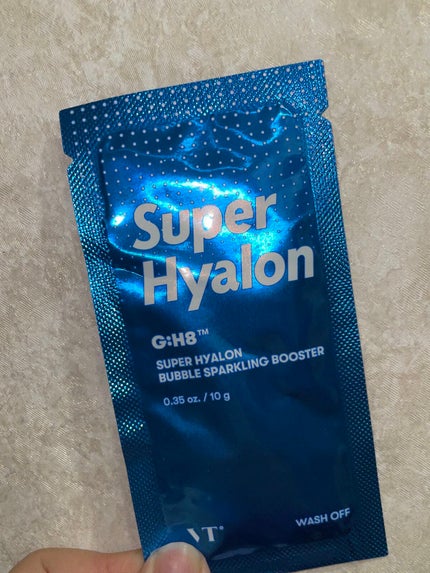 Super
Hyalon
G:H8™
SUPER HYALON
BUBBLE SPARKLING BOOSTER
0.35 oz. / 10 g
VT®
WASH OFF